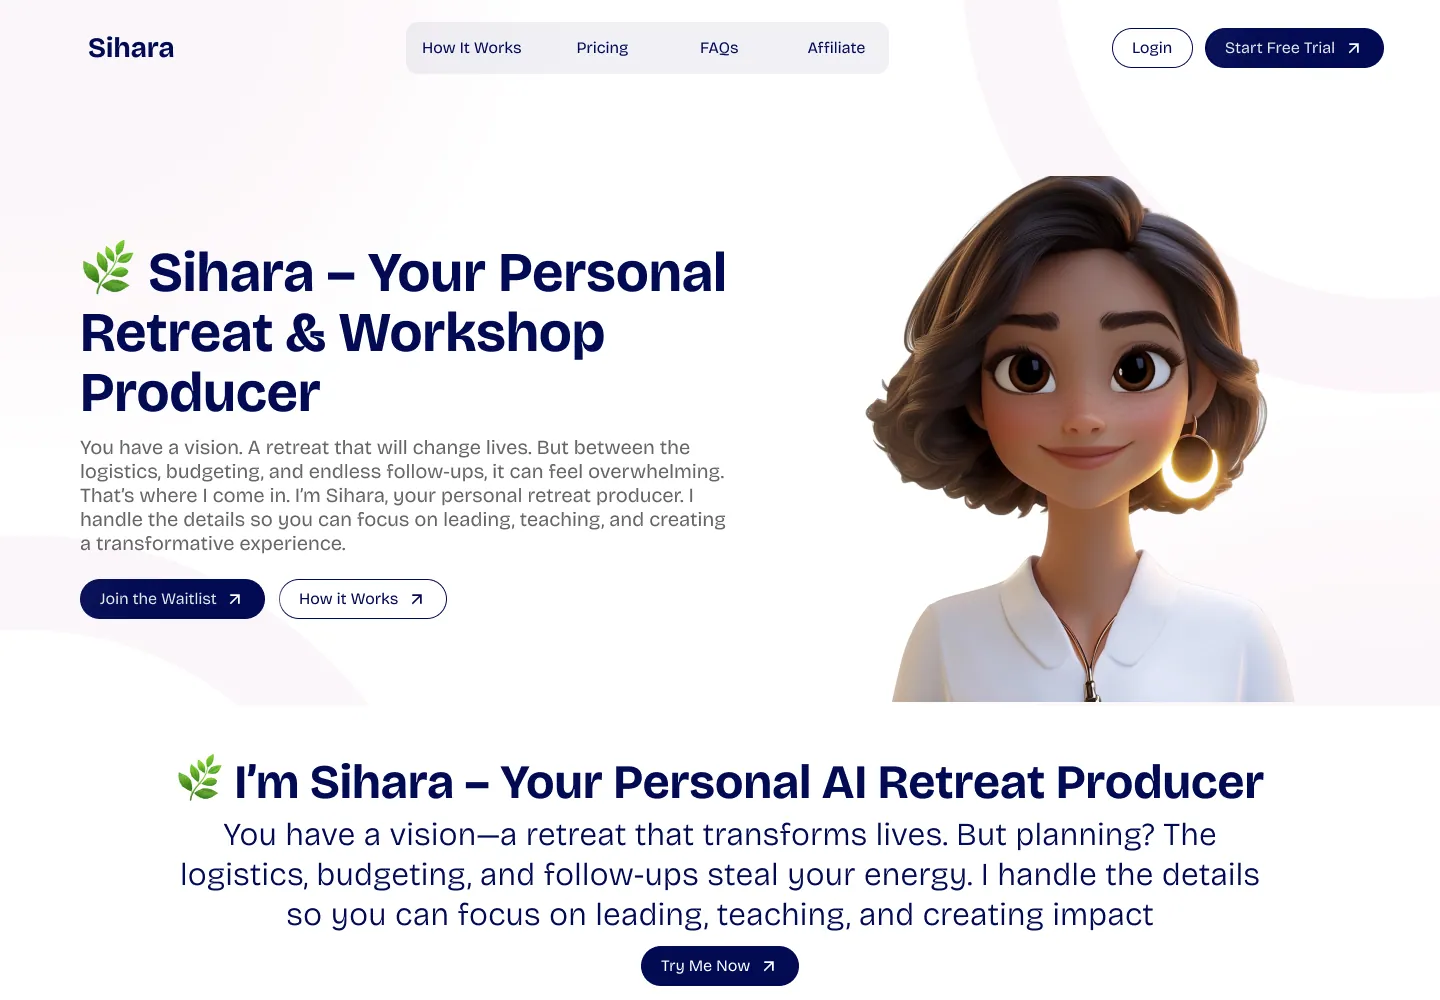 Sihara
How It Works
Pricing
FAQs
Affiliate
Login
Start Free Trial
🌿 Sihara – Your Personal
Retreat & Workshop
Producer
You have a vision. A retreat that will change lives. But between the
logistics, budgeting, and endless follow-ups, it can feel overwhelming.
That’s where I come in. I’m Sihara, your personal retreat producer. I
handle the details so you can focus on leading, teaching, and creating
a transformative experience.
Join the Waitlist
How it Works
🌿 I’m Sihara – Your Personal AI Retreat Producer
You have a vision—a retreat that transforms lives. But planning? The
logistics, budgeting, and follow-ups steal your energy. I handle the details
so you can focus on leading, teaching, and creating impact
Try Me Now